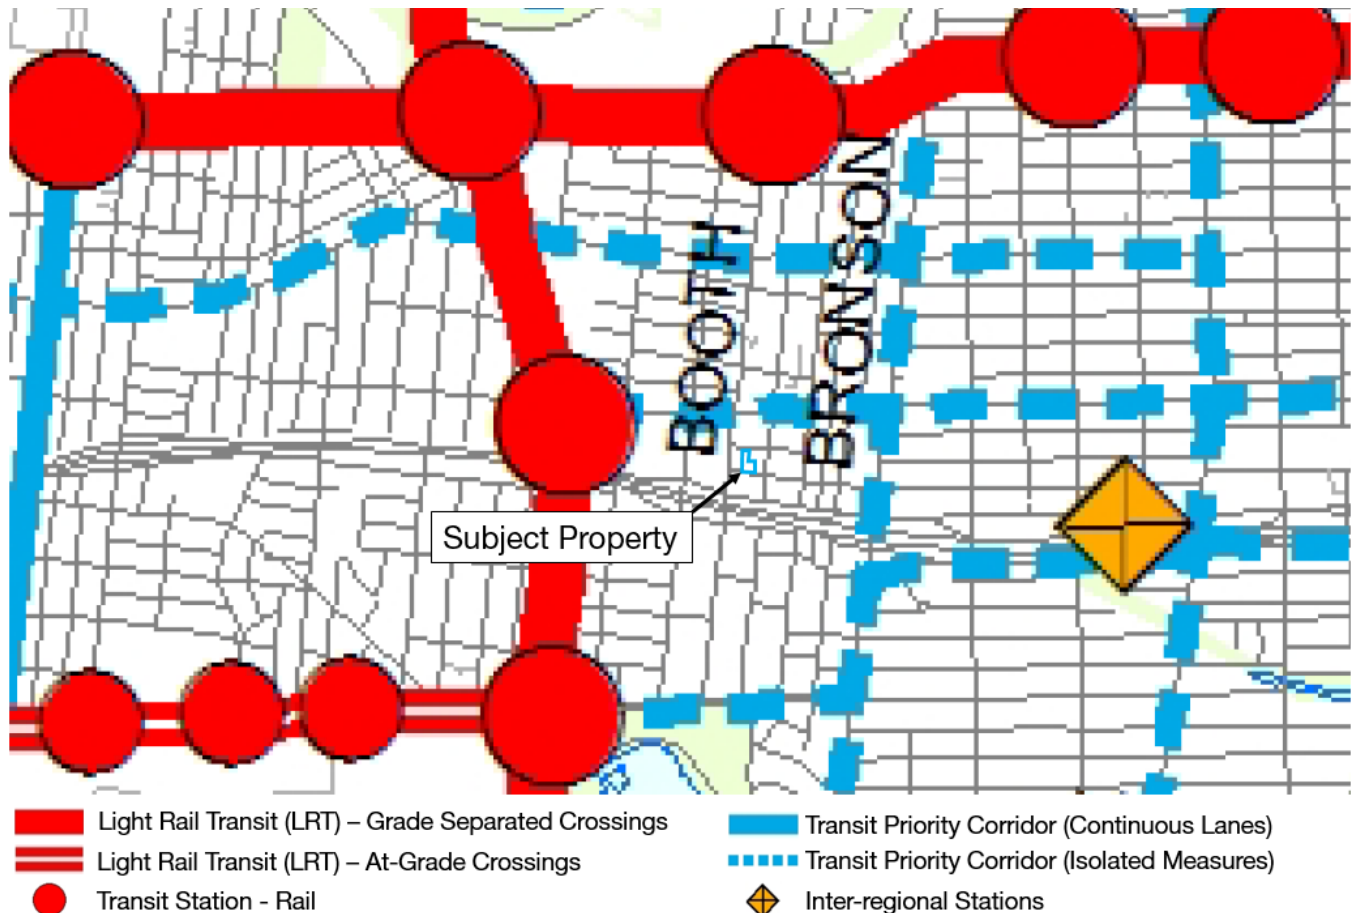 BOOTH
BRONSON
Subject Property
Light Rail Transit (LRT) – Grade Separated Crossings
Light Rail Transit (LRT) – At-Grade Crossings
Transit Station - Rail
Transit Priority Corridor (Continuous Lanes)
Transit Priority Corridor (Isolated Measures)
Inter-regional Stations